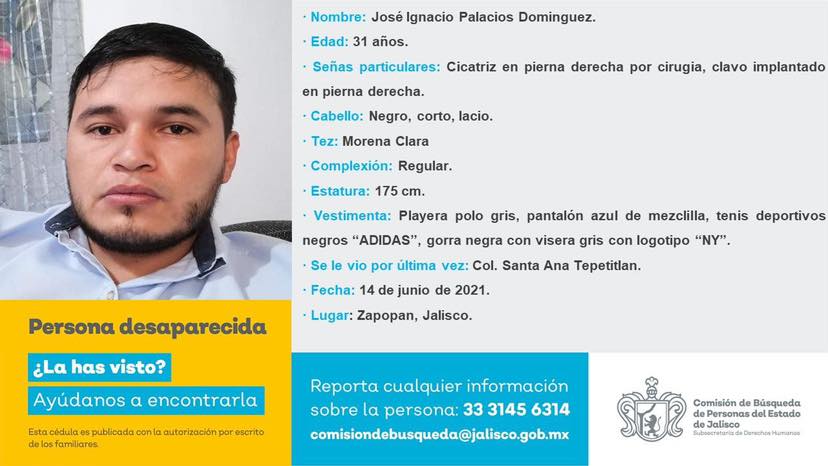 · Nombre: José Ignacio Palacios Dominguez.
· Edad: 31 años.
· Señas particulares: Cicatriz en pierna derecha por cirugia, clavo implantado
en pierna derecha.
· Cabello: Negro, corto, lacio.
· Tez: Morena Clara
· Complexión: Regular.
· Estatura: 175 cm.
· Vestimenta: Playera polo gris, pantalón azul de mezclilla, tenis deportivos
negros “ADIDAS”, gorra negra con visera gris con logotipo “NY”.
· Se le vio por última vez: Col. Santa Ana Tepetitlan.
· Fecha: 14 de junio de 2021.
· Lugar: Zapopan, Jalisco.
Persona desaparecida
¿La has visto?
Ayúdanos a encontrarla
Esta cédula es publicada con la autorización por escrito
de los familiares.
Reporta cualquier información
sobre la persona: 33 3145 6314
comisiondebusqueda@jalisco.gob.mx
Comisión de Búsqueda
de Personas del Estado
de Jalisco
Subsecretaría de Derechos Humanos